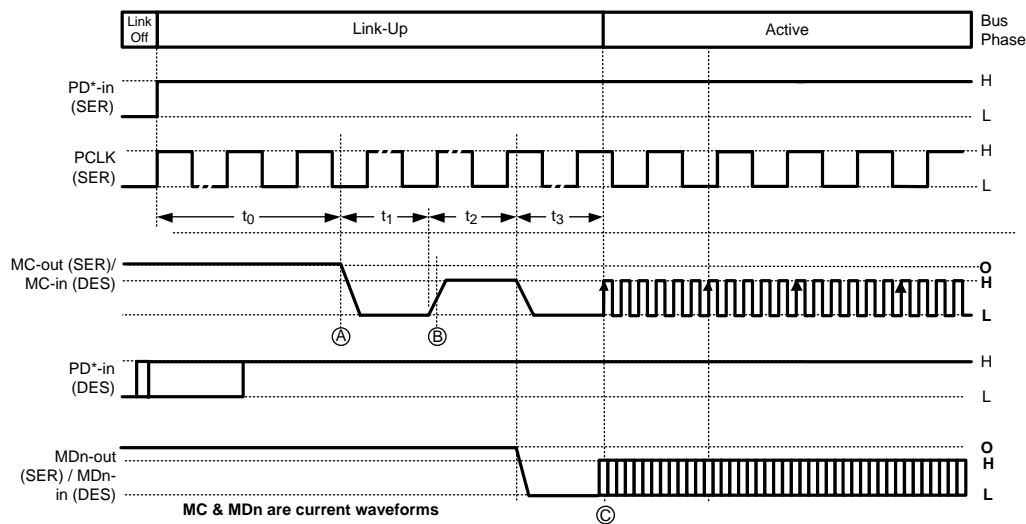 Link
Off
Link-Up
Active
Bus
Phase
PD*-in
(SER)
H
L
PCLK
(SER)
H
L
t0
t1
t2
t3
MC-out (SER)/
MC-in (DES)
O
H
L
A
B
PD*-in
(DES)
H
L
MDn-out
(SER) / MDn-
in (DES)
O
H
L
MC & MDn are current waveforms
C